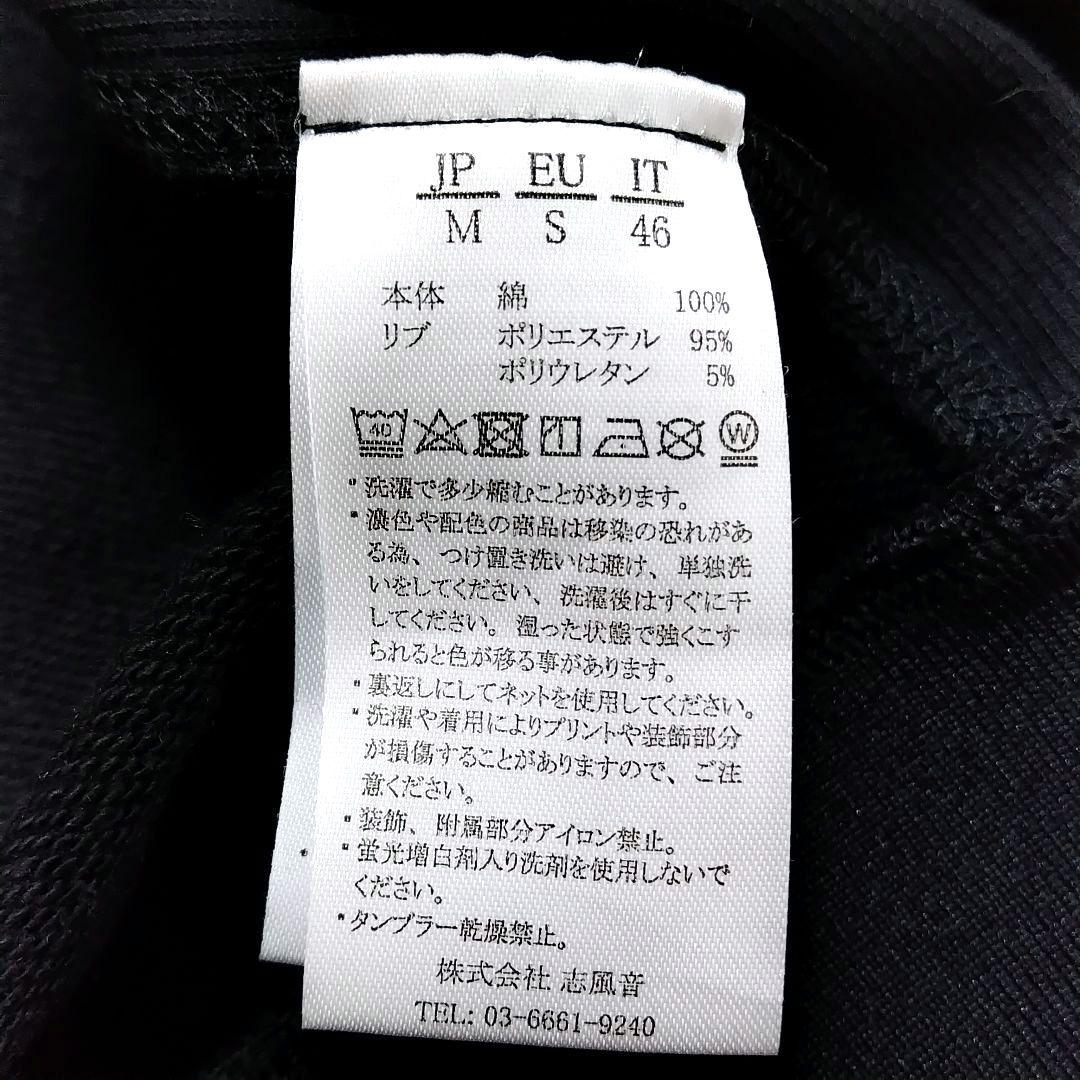 JP EU IT
M S 46
本体 綿 100%
リブ ポリエステル 95%
ポリウレタン 5%
40 W
・洗濯で多少縮むことがあります。
・濃色や配色の商品は移染の恐れがあ
る為、つけ置き洗いは避け、単独洗
いをしてください、洗濯後はすぐに干
してください。湿った状態で強くこす
られると色が移る事があります。
・裏返しにしてネットを使用してください。
・洗濯や着用によりプリントや装飾部分
が損傷することがありますので、ご注
意ください。
・装飾、附属部分アイロン禁止。
・蛍光増白剤入り洗剤を使用しないで
ください。
・タンブラー乾燥禁止。
株式会社 志風音
TEL: 03-6661-9240